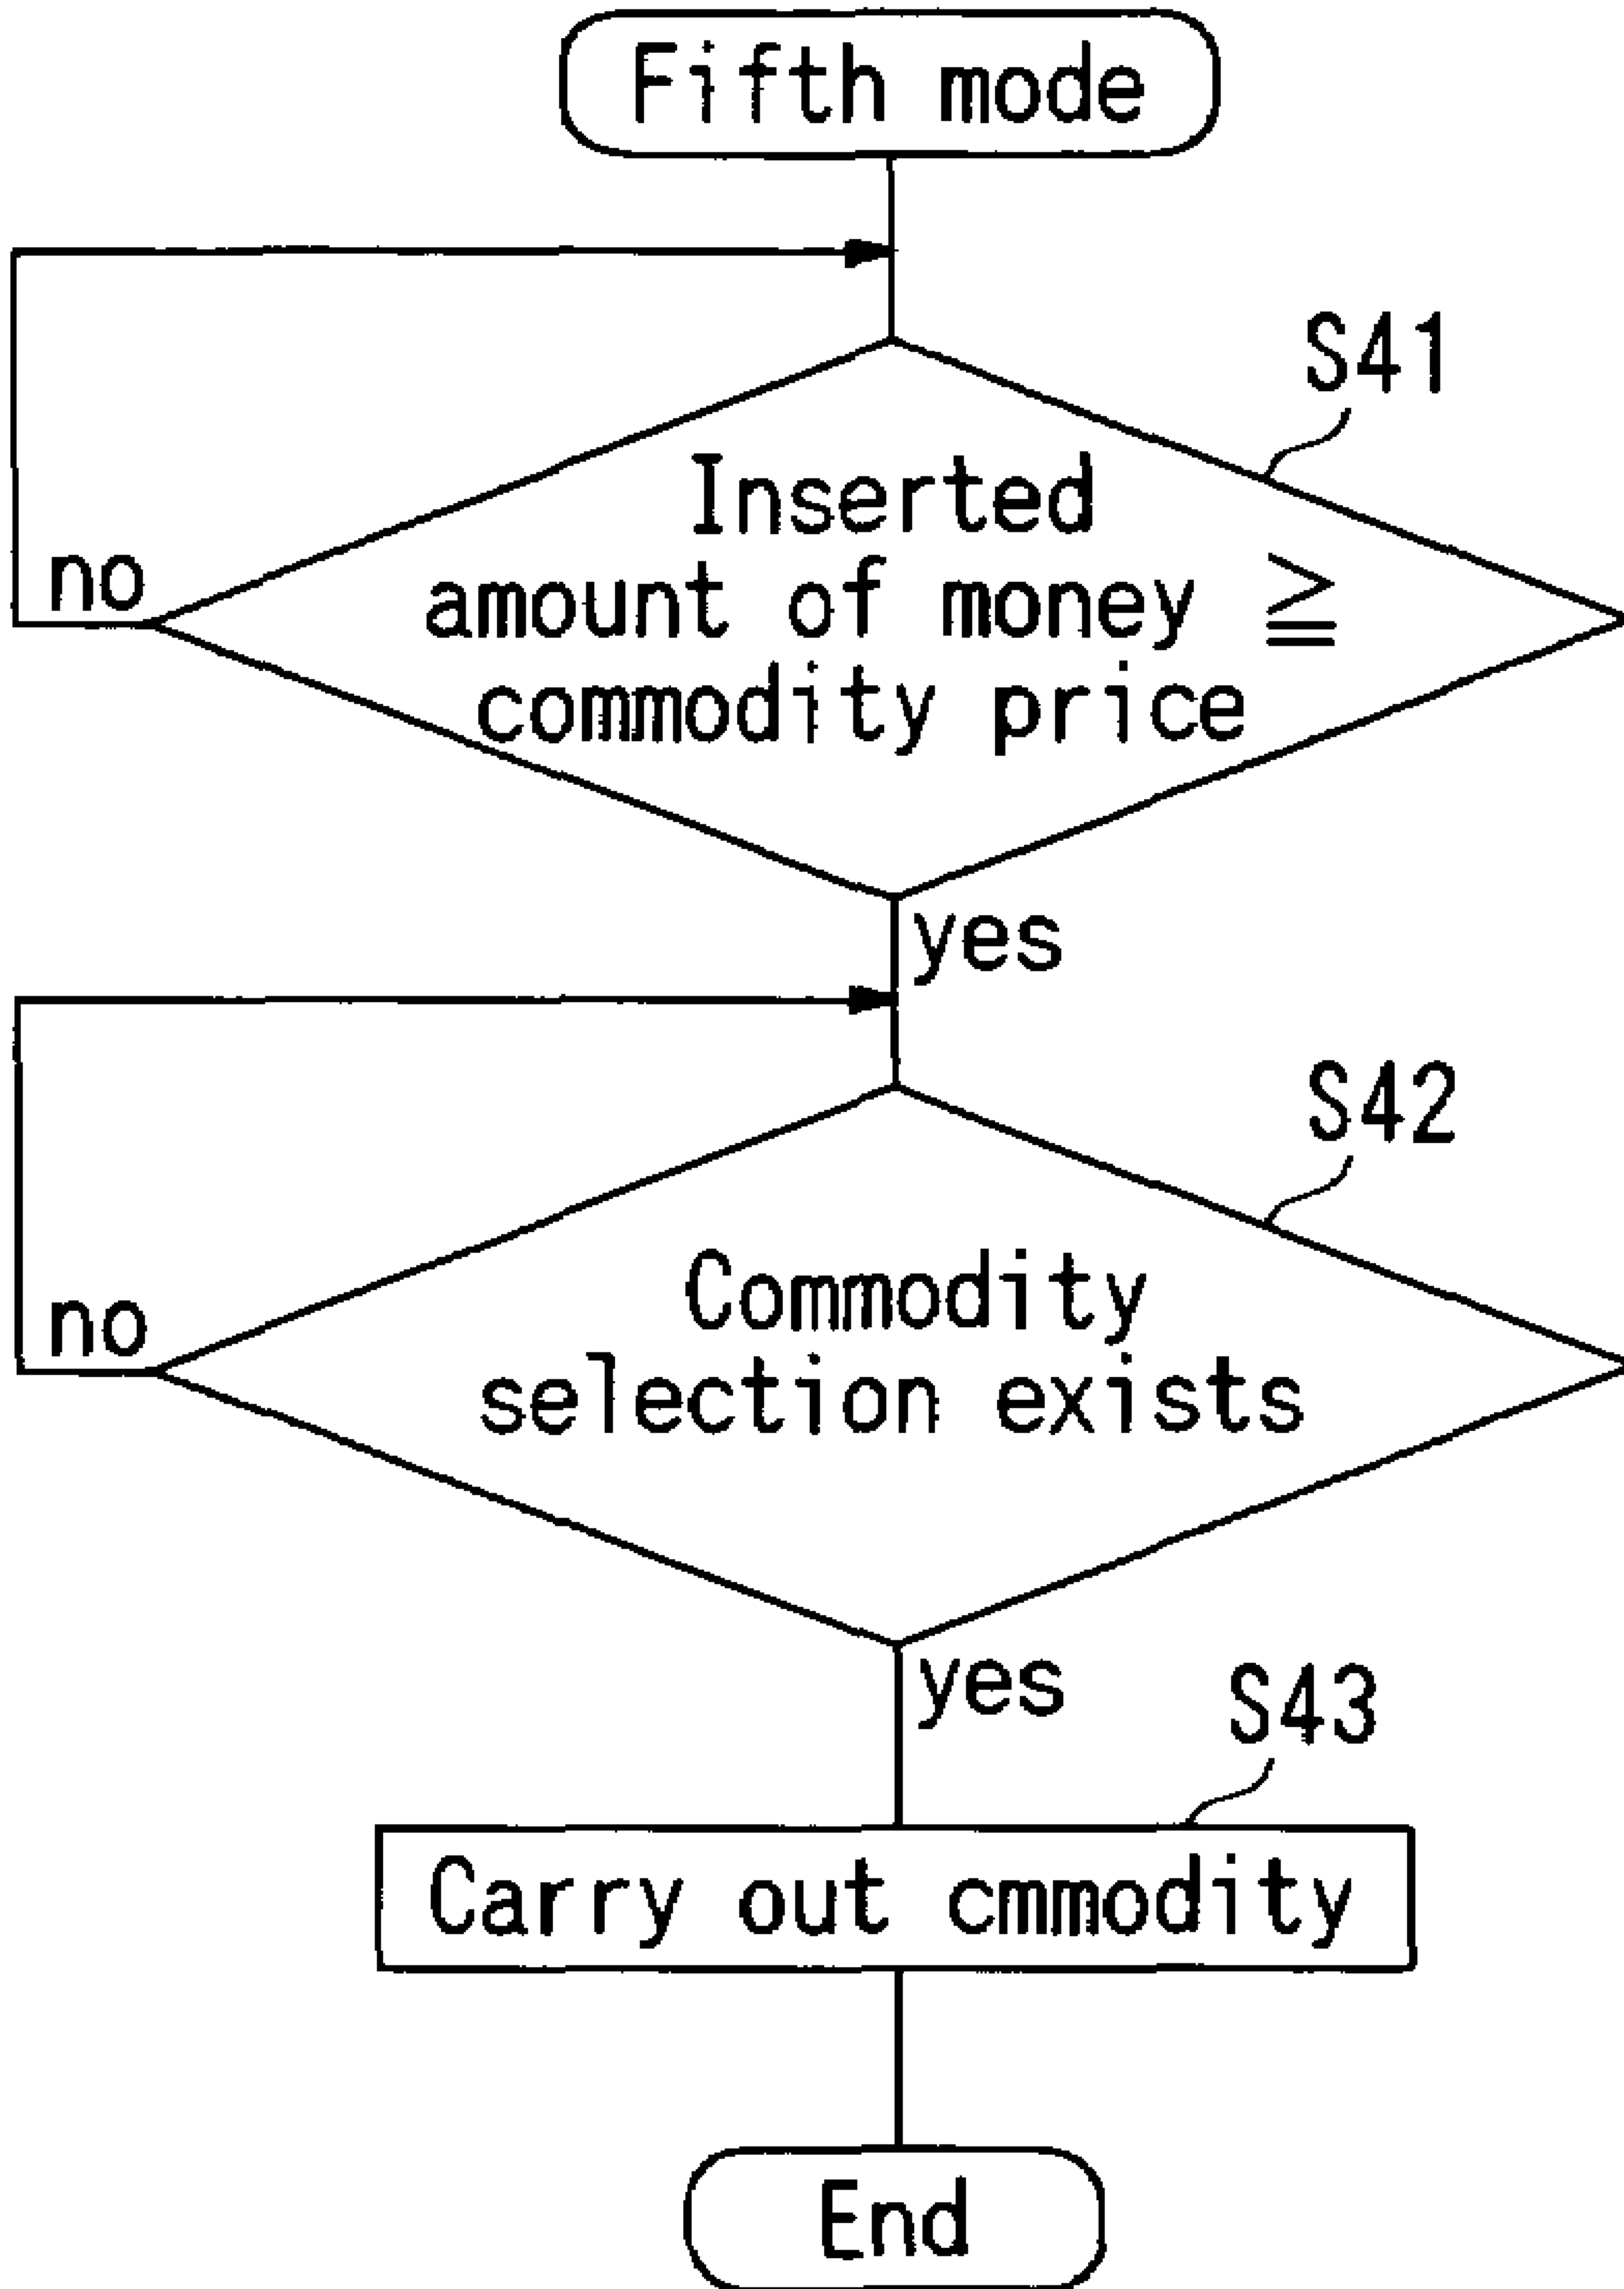 Fifth mode
S41
Inserted
amount of money ≧
commodity price
no
yes
S42
Commodity
selection exists
no
yes
S43
Carry out cmmodity
End